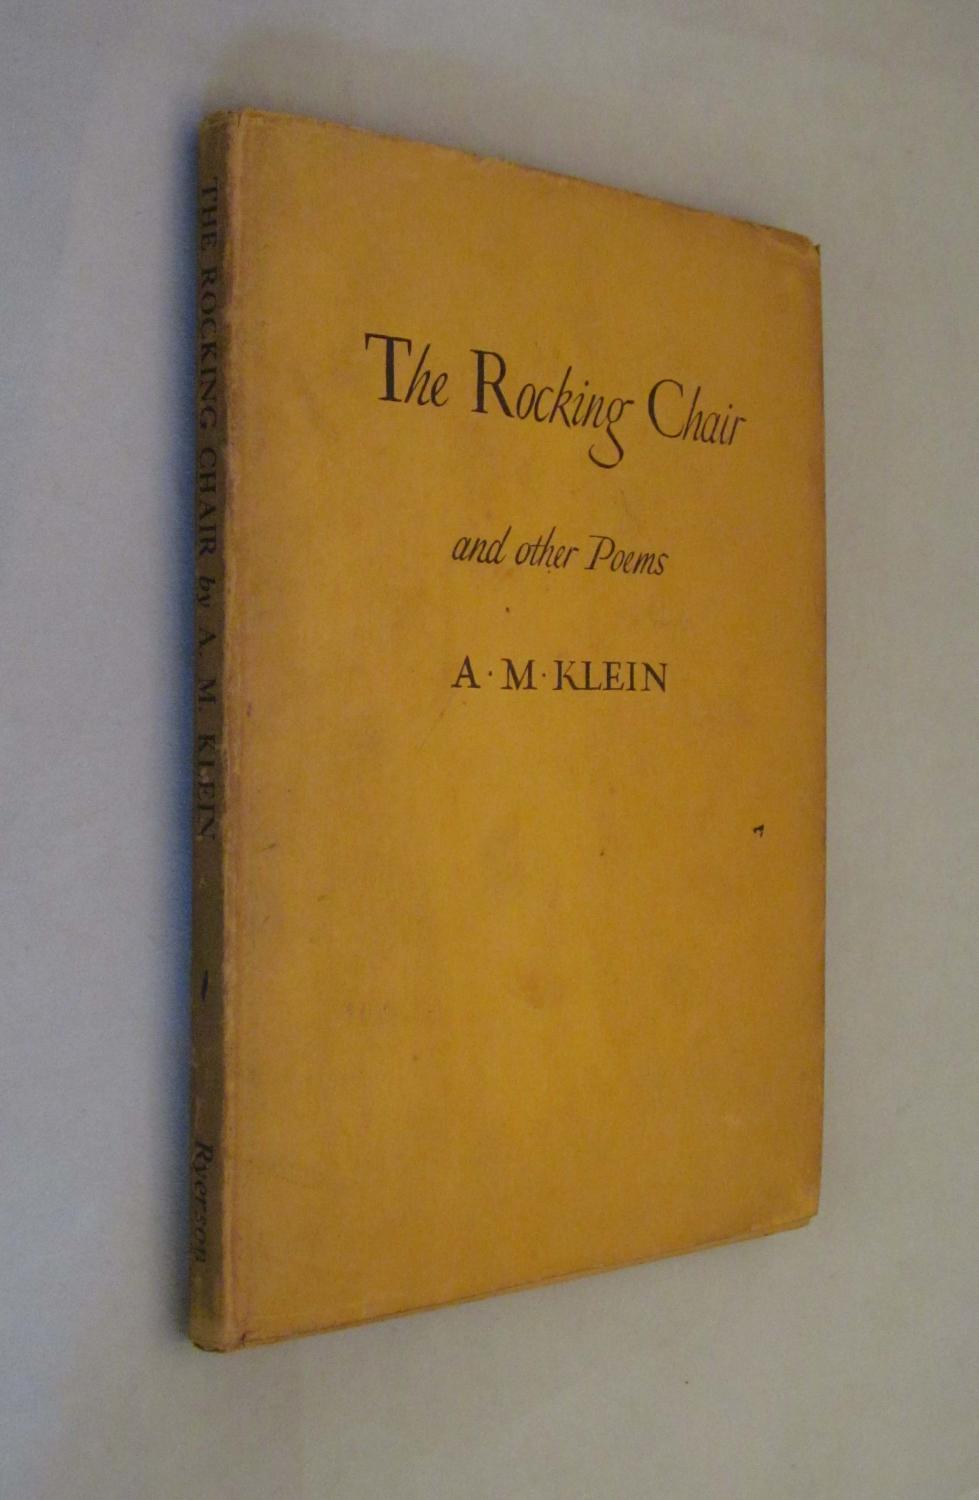 The Rocking Chair
and other Poems
A·M·KLEIN
THE ROCKING CHAIR by A. M. KLEIN
Ryerson